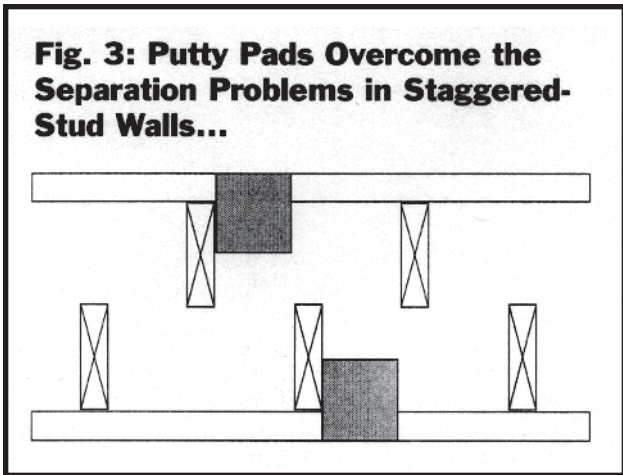 Fig. 3: Putty Pads Overcome the
Separation Problems in Staggered-
Stud Walls...